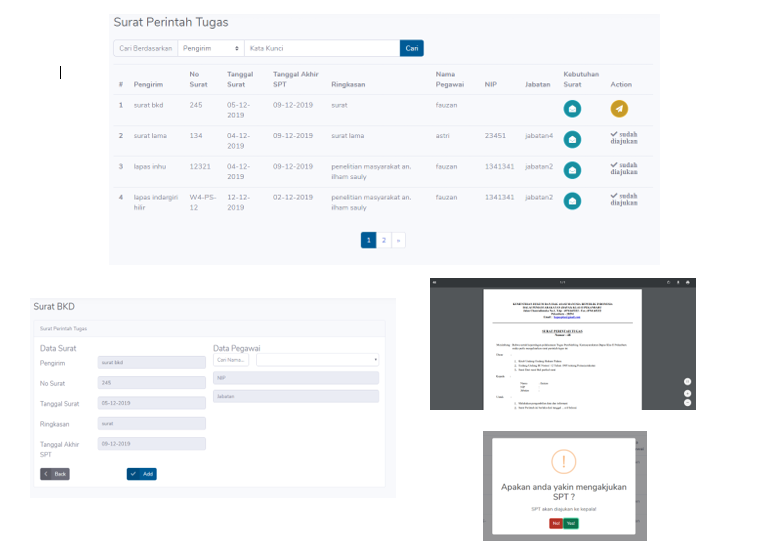 Surat Perintah Tugas
Cari Berdasarkan Pengirim Kata Kunci Cari
# Pengirim No Surat Tanggal Surat Tanggal Akhir SPT Ringkasan Nama Pegawai NIP Jabatan Kebutuhan Surat Action
1 surat bkd 245 05-12-2019 09-12-2019 surat fauzan
2 surat lama 134 04-12-2019 09-12-2019 surat lama astri 23451 jabatan4 sudah diajukan
3 lapas inhu 12321 04-12-2019 09-12-2019 penelitian masyarakat an. ilham sauly fauzan 1341341 jabatan2 sudah diajukan
4 lapas indargiri hilir W4-PS-12 12-12-2019 02-12-2019 penelitian masyarakat an. ilham sauly fauzan 1341341 jabatan2 sudah diajukan
1 2 »
Surat BKD
Surat Perintah Tugas
Data Surat
Pengirim surat bkd
No Surat 245
Tanggal Surat 05-12-2019
Ringkasan surat
Tanggal Akhir SPT 09-12-2019
Back Add
Data Pegawai
Cari Nama..
NIP
Jabatan
SURAT PERINTAH TUGAS
!
Apakan anda yakin mengakjukan
SPT ?
SPT akan diajukan ke kepala!
No! Yes!